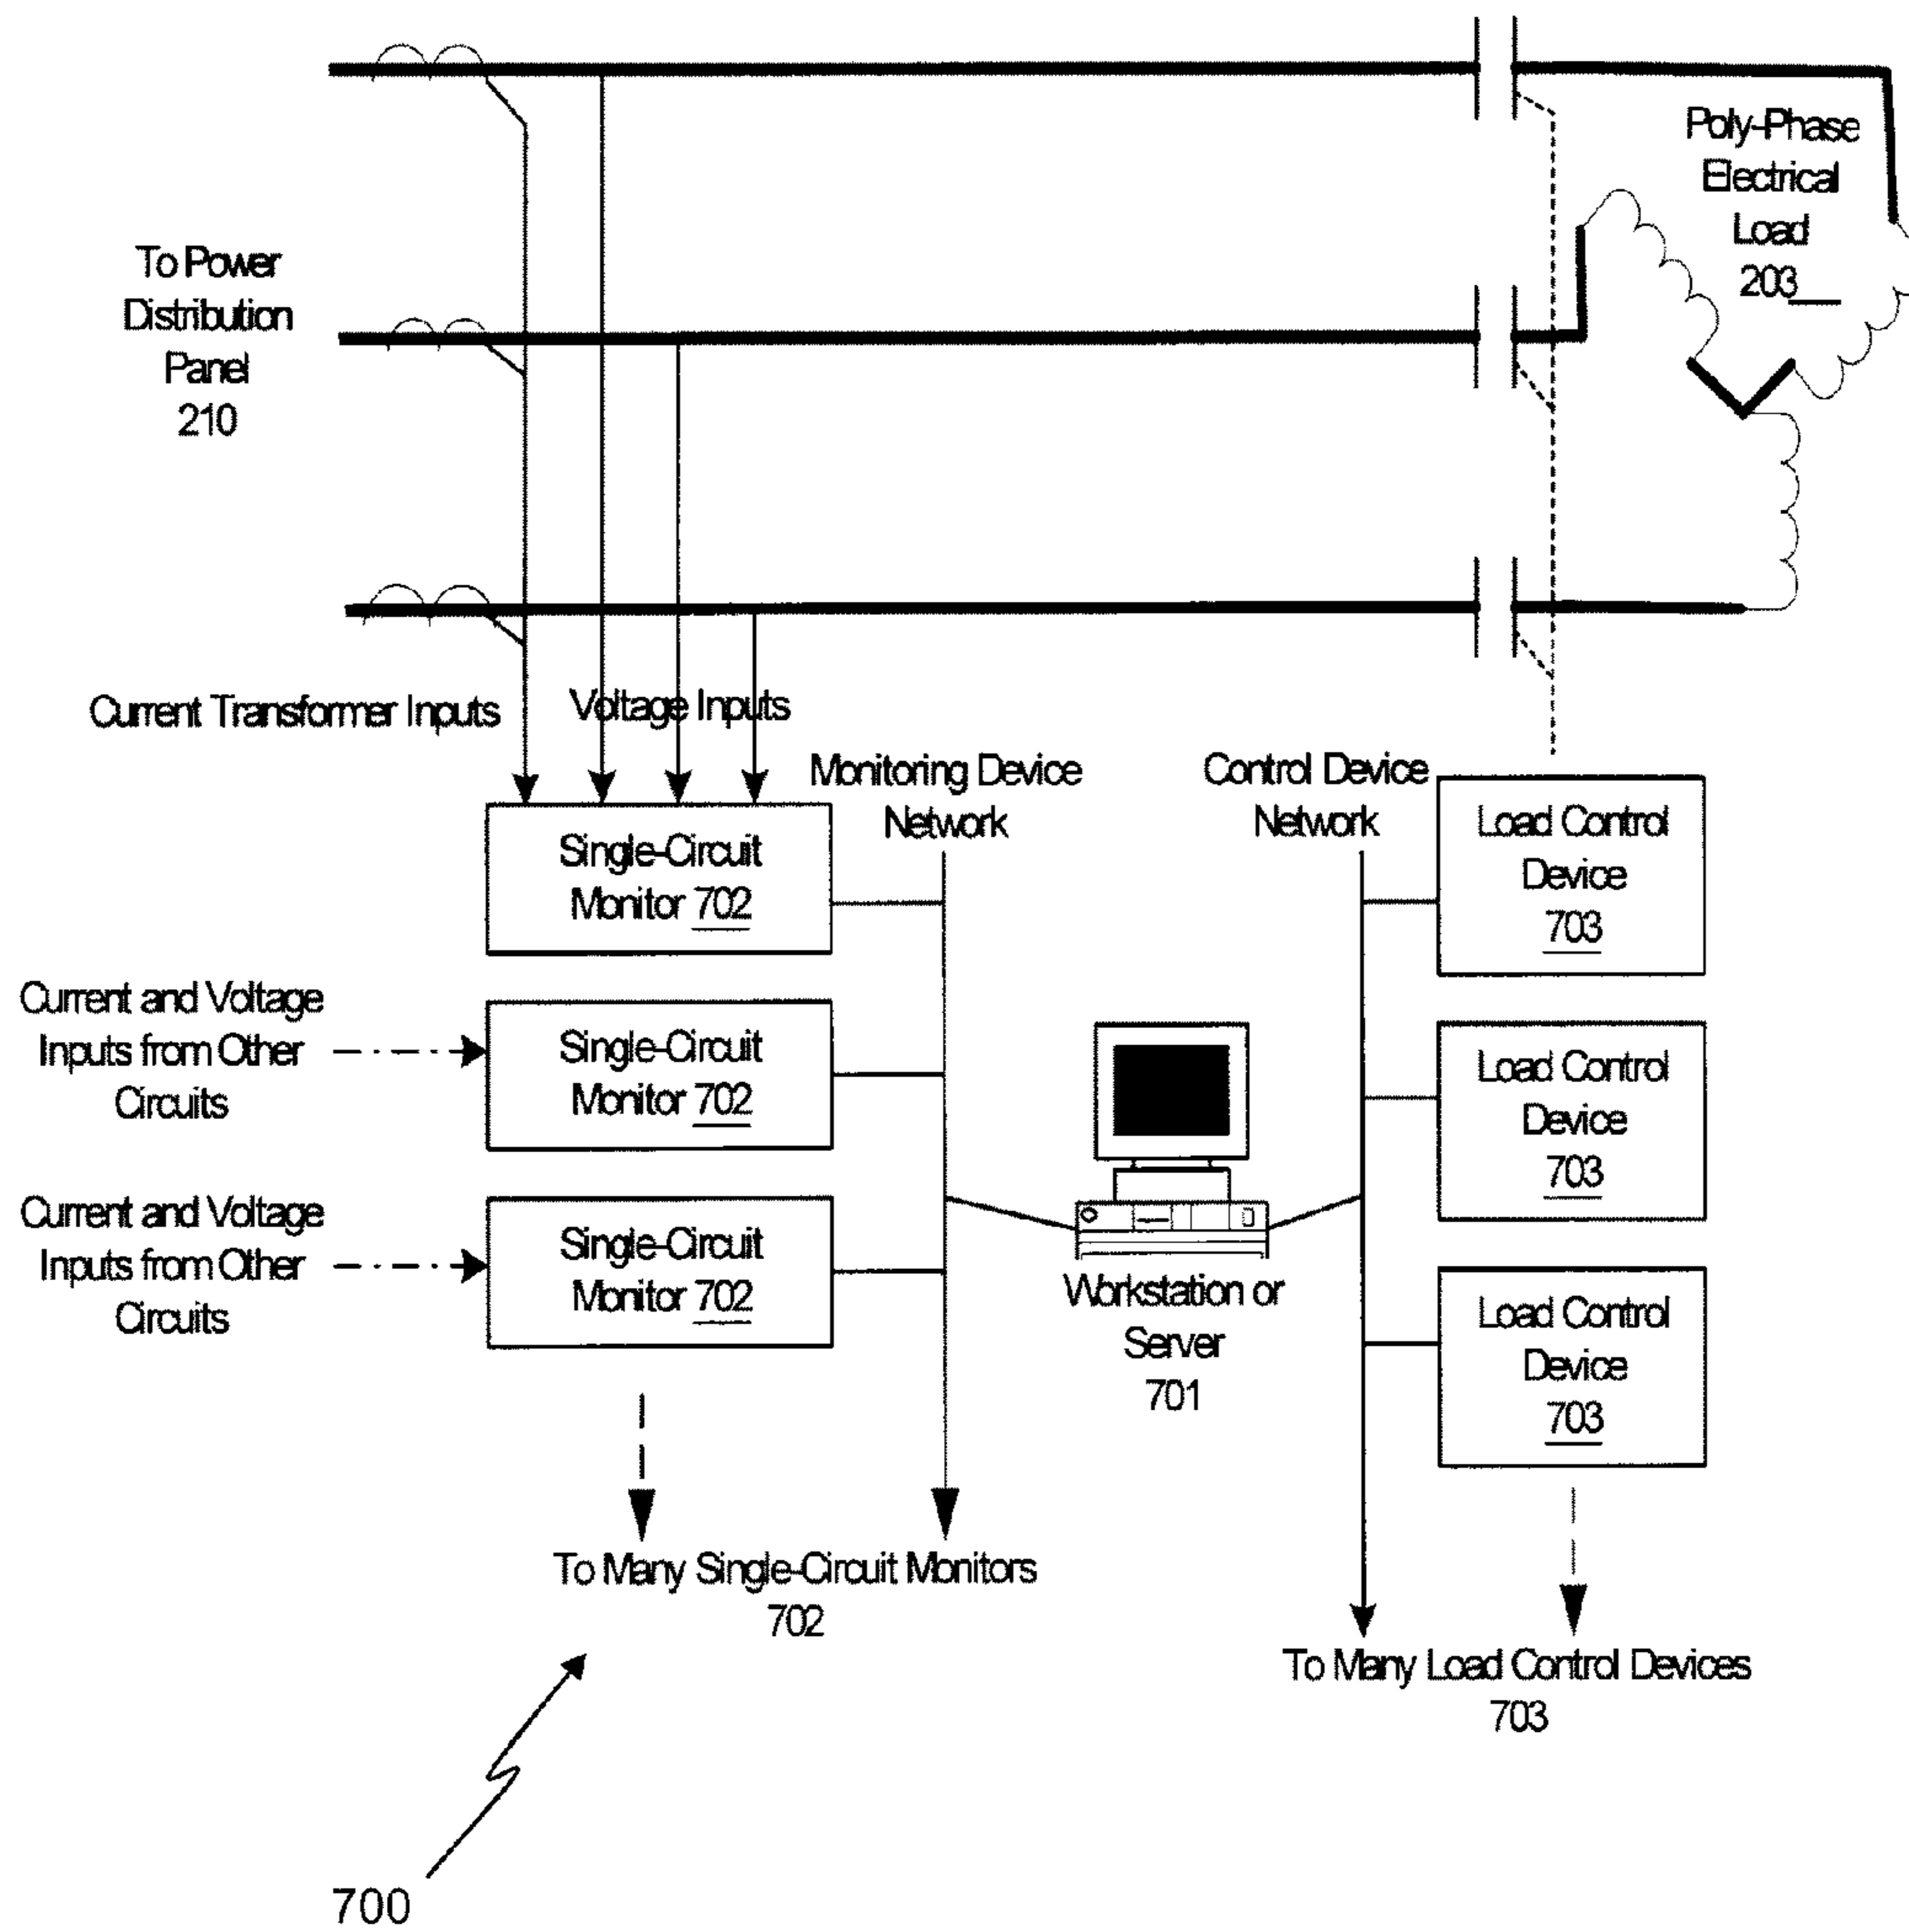 Poly-Phase
Electrical
Load
203
To Power
Distribution
Panel
210
Current Transformer Inputs
Voltage Inputs
Monitoring Device
Network
Control Device
Network
Load Control
Device
703
Single-Circuit
Monitor 702
Current and Voltage
Inputs from Other
Circuits
Single-Circuit
Monitor 702
Load Control
Device
703
Current and Voltage
Inputs from Other
Circuits
Single-Circuit
Monitor 702
Workstation or
Server
701
Load Control
Device
703
To Many Single-Circuit Monitors
702
To Many Load Control Devices
703
700